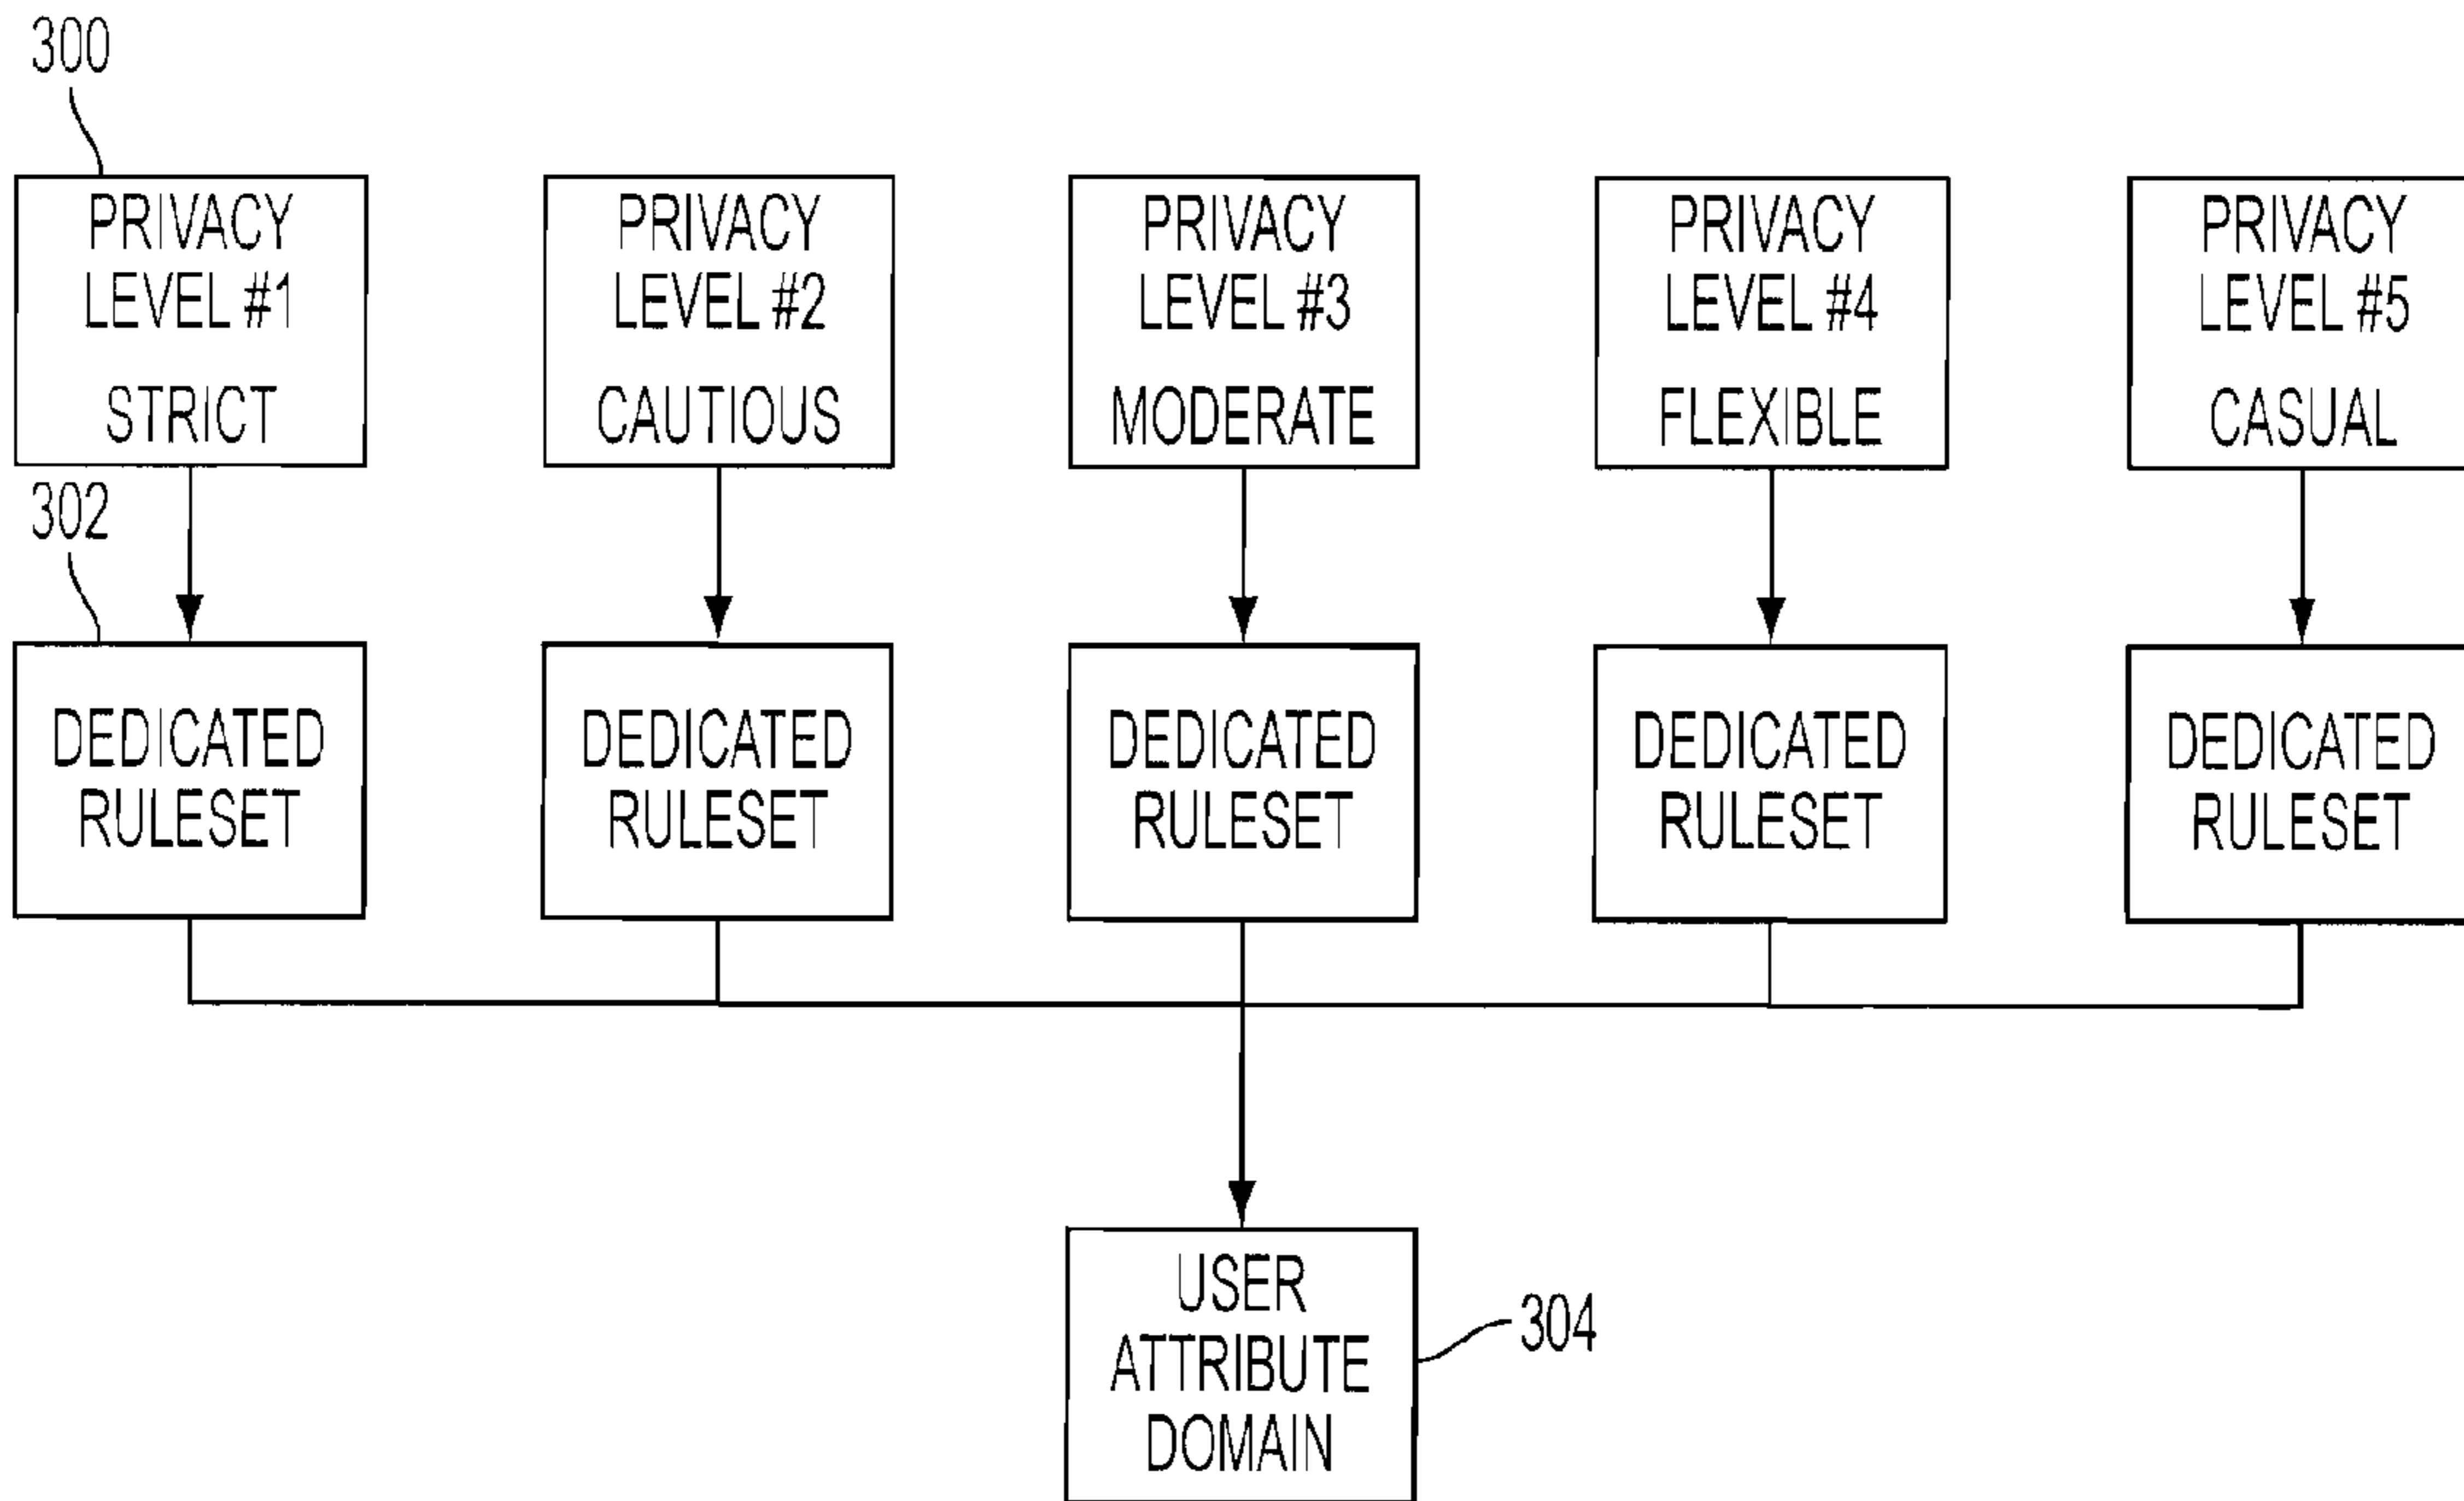 300
PRIVACY
LEVEL #1
STRICT
PRIVACY
LEVEL #2
CAUTIOUS
PRIVACY
LEVEL #3
MODERATE
PRIVACY
LEVEL #4
FLEXIBLE
PRIVACY
LEVEL #5
CASUAL
302
DEDICATED
RULESET
DEDICATED
RULESET
DEDICATED
RULESET
DEDICATED
RULESET
DEDICATED
RULESET
USER
ATTRIBUTE
DOMAIN
304